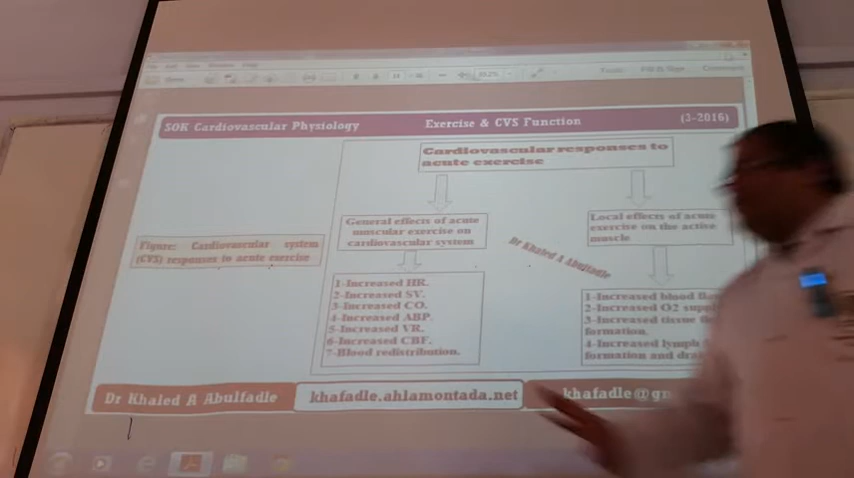 SOK Cardiovascular Physiology
Exercise & CVS Function
(3-2016)
Cardiovascular responses to
acute exercise
General effects of acute
muscular exercise on
cardiovascular system
Local effects of acute
exercise on the active
muscle
Figure: Cardiovascular system
(CVS) responses to acute exercise
Dr Khaled A Abulfadle
1-Increased HR.
2-Increased SV.
3-Increased CO.
4-Increased ABP.
5-Increased VR.
6-Increased CBF.
7-Blood redistribution.
1-Increased blood
2-Increased O2
3-Increased tissue
formation.
4-Increased lymph
formation and
Dr Khaled A Abulfadle
khafadle.ahlamontada.net
khafadle@